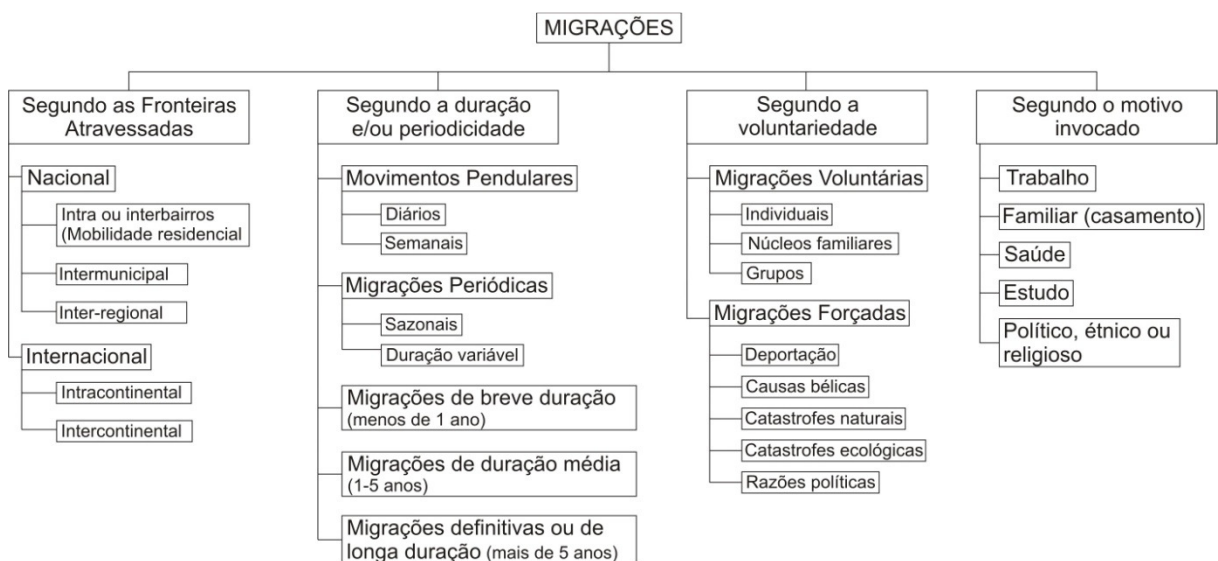 MIGRAÇÕES
Segundo as Fronteiras
Atravessadas
Nacional
Intra ou interbairros
(Mobilidade residencial
Intermunicipal
Inter-regional
Internacional
Intracontinental
Intercontinental
Segundo a duração
e/ou periodicidade
Movimentos Pendulares
Diários
Semanais
Migrações Periódicas
Sazonais
Duração variável
Migrações de breve duração
(menos de 1 ano)
Migrações de duração média
(1-5 anos)
Migrações definitivas ou de
longa duração (mais de 5 anos)
Segundo a
voluntariedade
Migrações Voluntárias
Individuais
Núcleos familiares
Grupos
Migrações Forçadas
Deportação
Causas bélicas
Catastrofes naturais
Catastrofes ecológicas
Razões políticas
Segundo o motivo
invocado
Trabalho
Familiar (casamento)
Saúde
Estudo
Político, étnico ou
religioso